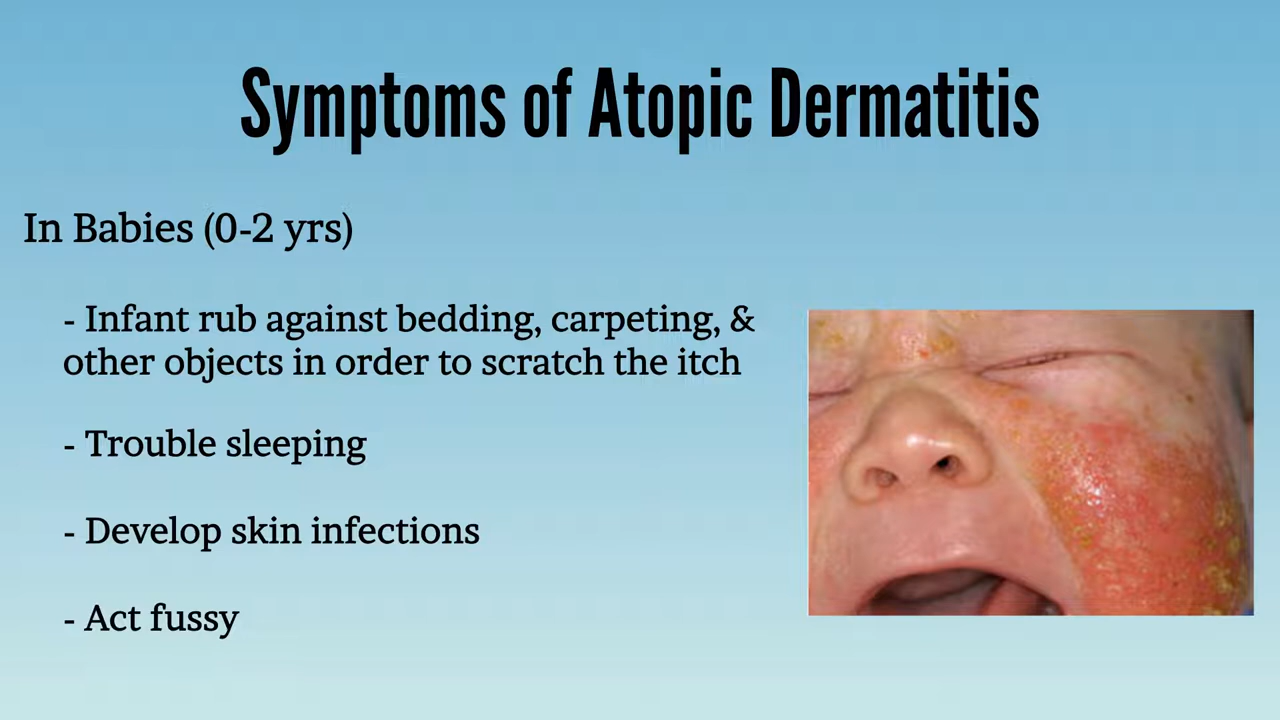 Symptoms of Atopic Dermatitis
In Babies (0-2 yrs)
- Infant rub against bedding, carpeting, &
other objects in order to scratch the itch
- Trouble sleeping
- Develop skin infections
- Act fussy